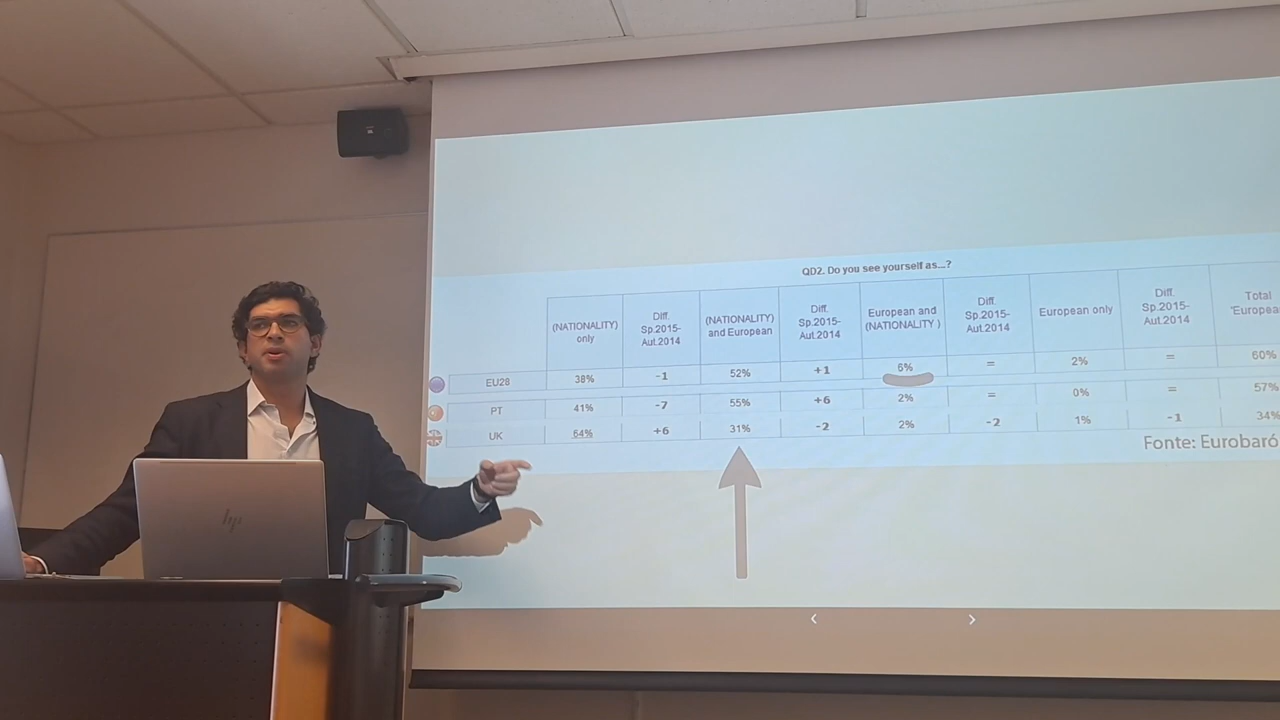 QD2. Do you see yourself as...?
(NATIONALITY) only
Diff. Sp.2015- Aut.2014
(NATIONALITY) and European
Diff. Sp.2015- Aut.2014
European and (NATIONALITY )
Diff. Sp.2015- Aut.2014
European only
Diff. Sp.2015- Aut.2014
Total 'Europea
EU28 38% -1 52% +1 6% = 2% = 60%
PT 41% -7 55% +6 2% = 0% = 57%
UK 64% +6 31% -2 2% -2 1% -1 34%
Fonte: Eurobaró
hp